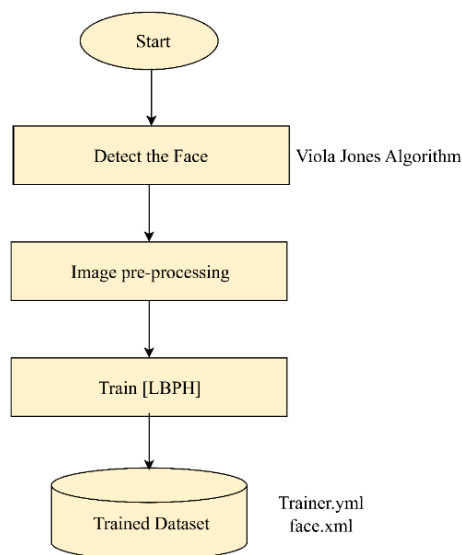 Start
Detect the Face
Viola Jones Algorithm
Image pre-processing
Train [LBPH]
Trained Dataset
Trainer.yml
face.xml